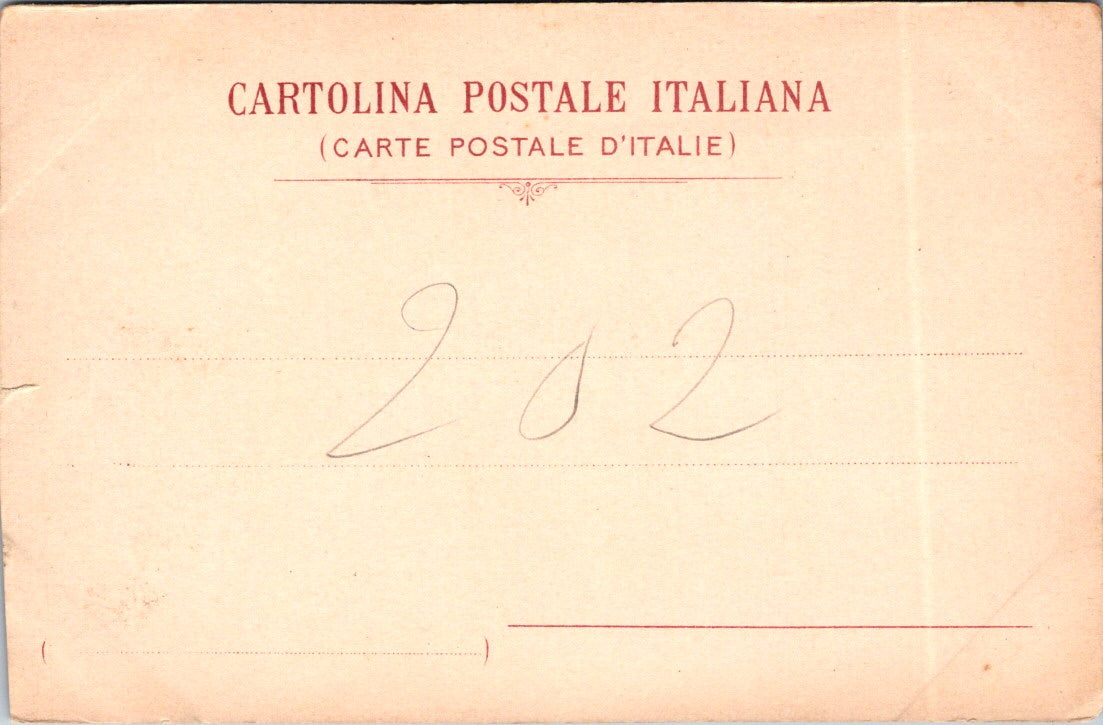 CARTOLINA POSTALE ITALIANA
(CARTE POSTALE D'ITALIE)
202
( )